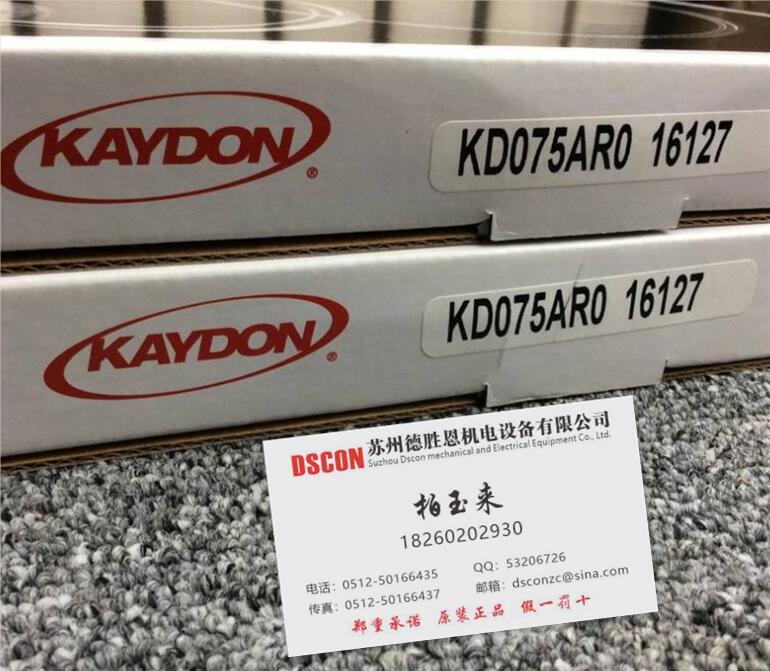 KAYDON®
KD075AR0 16127
KAYDON®
KD075AR0 16127
DSCON 苏州德胜恩机电设备有限公司
Suzhou Dscon mechanical and Electrical Equipment Co., Ltd.
柏玉来
18260202930
电话：0512-50166435 QQ：53206726
传真：0512-50166437 邮箱：dsconzc@sina.com
郑重承诺 原装正品 假一罚十